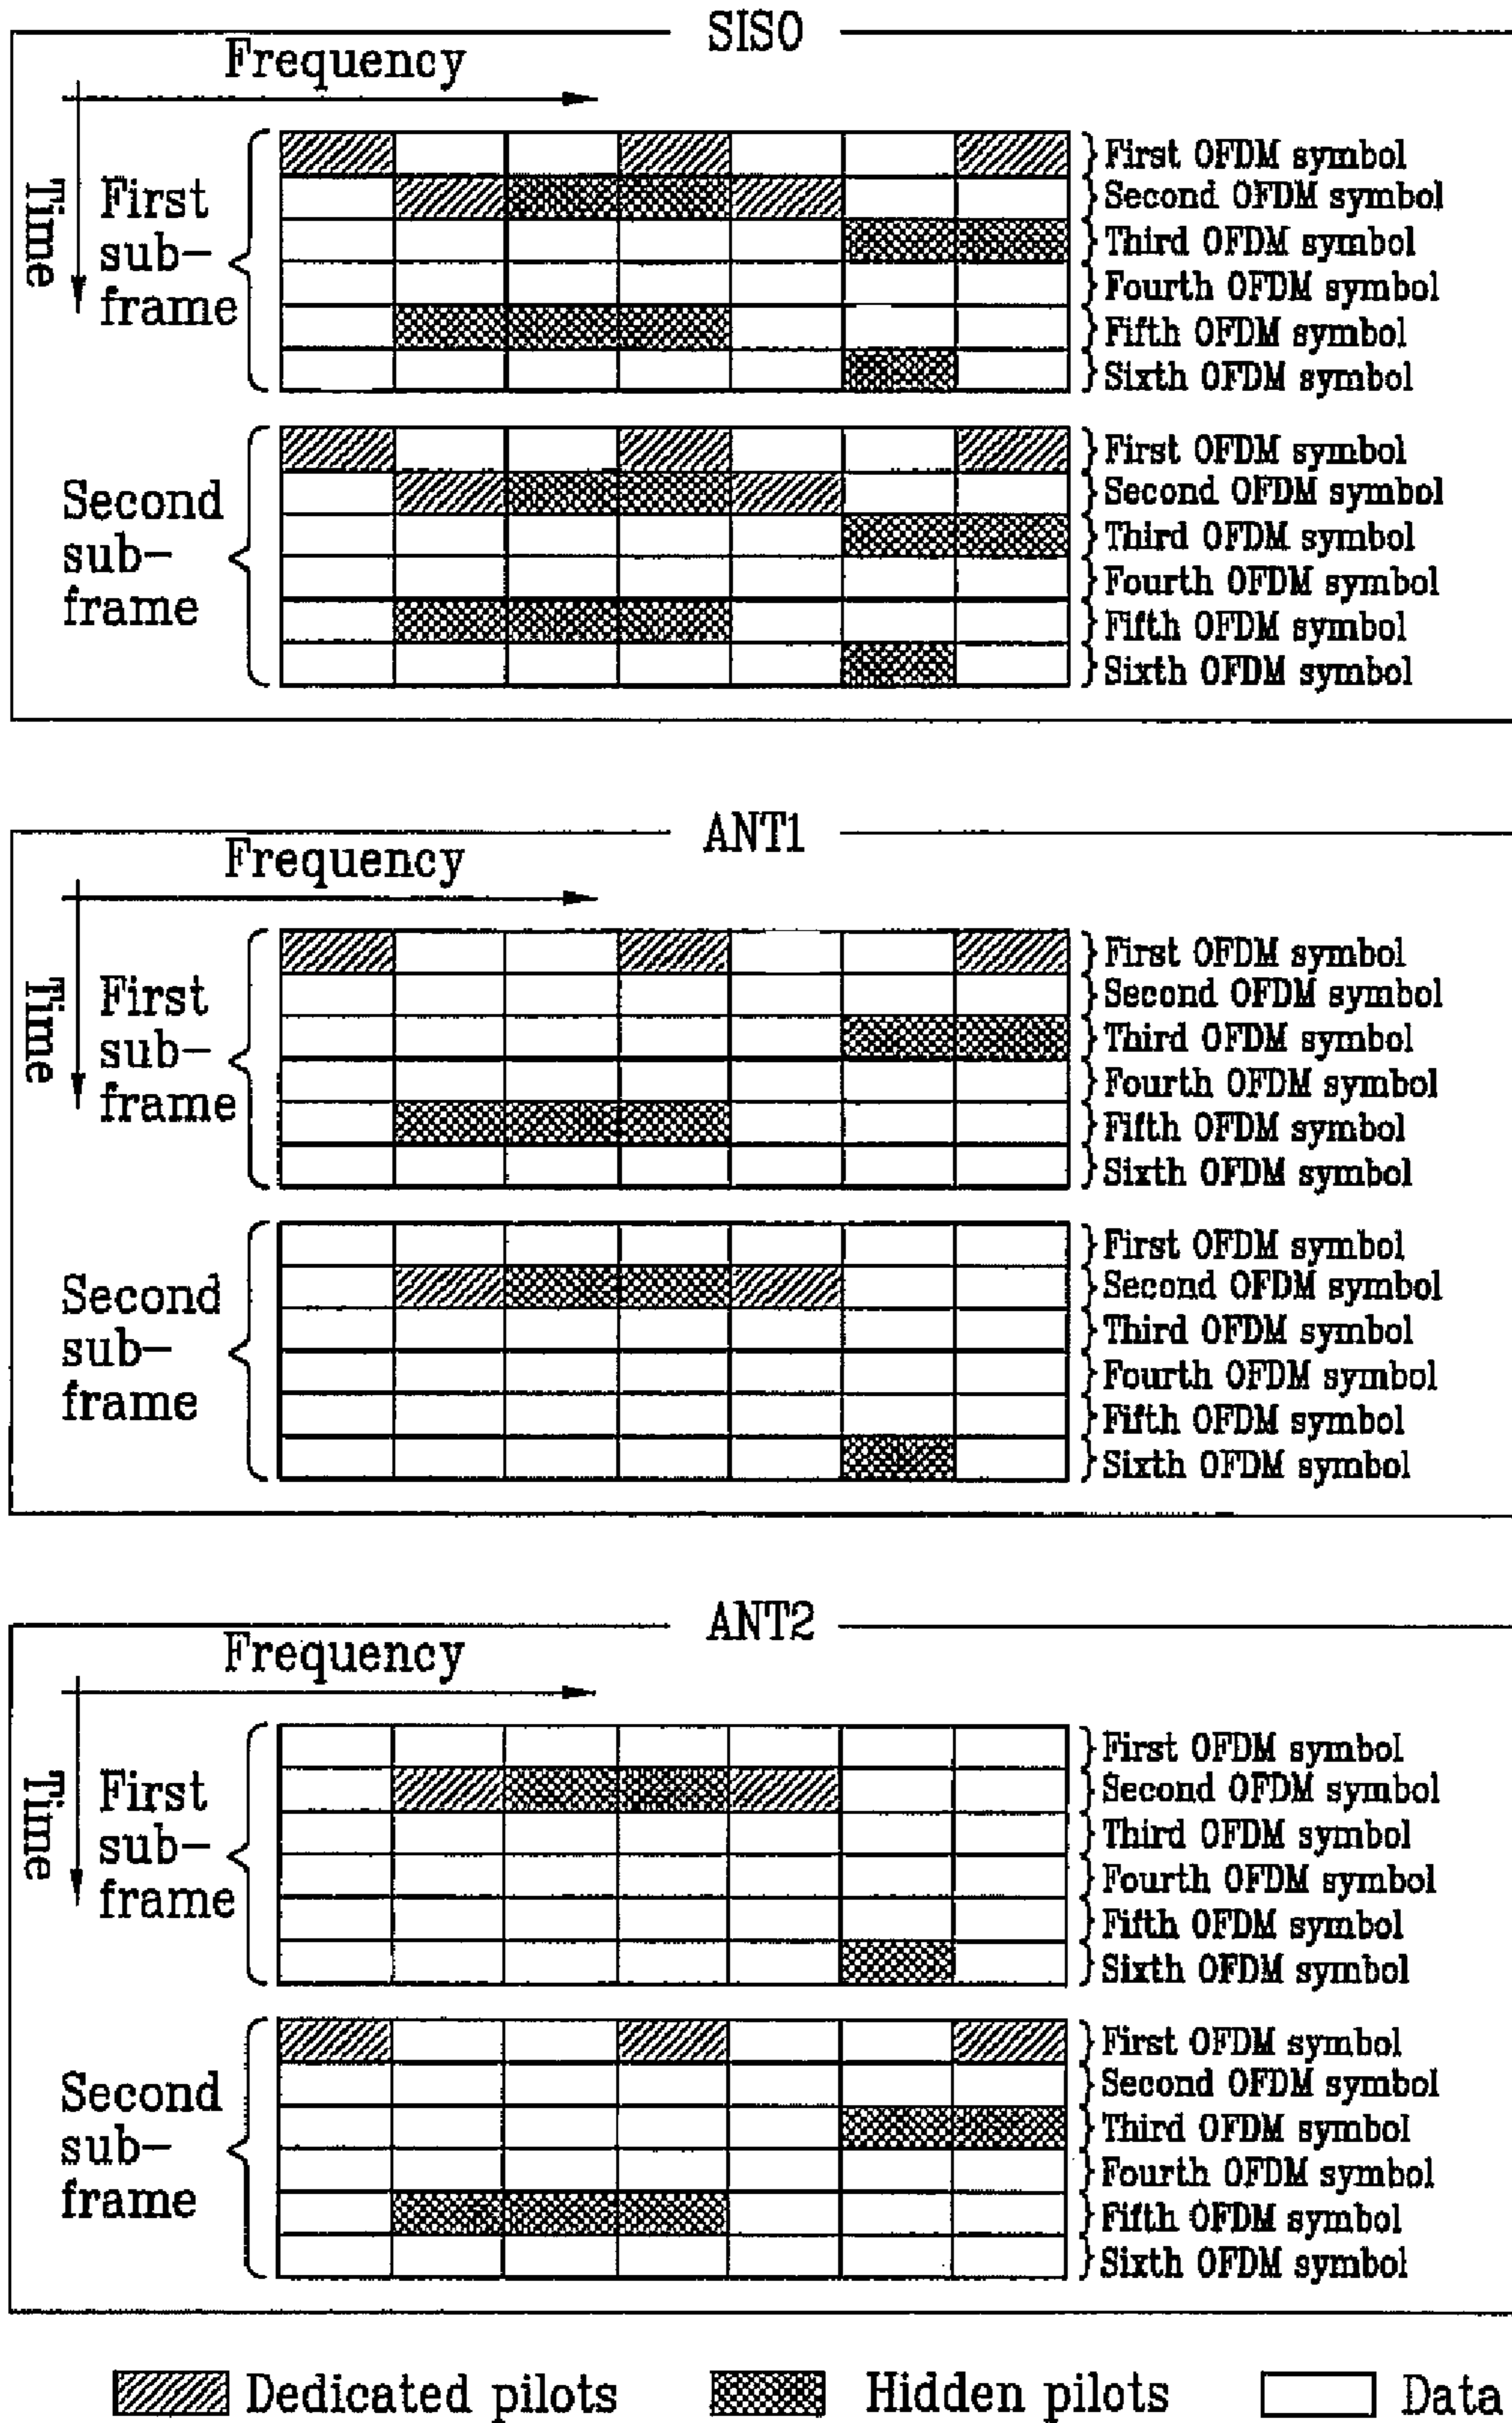 SISO
Frequency
Time
First
sub-
frame
First OFDM symbol
Second OFDM symbol
Third OFDM symbol
Fourth OFDM symbol
Fifth OFDM symbol
Sixth OFDM symbol
Second
sub-
frame
First OFDM symbol
Second OFDM symbol
Third OFDM symbol
Fourth OFDM symbol
Fifth OFDM symbol
Sixth OFDM symbol
ANT1
Frequency
Time
First
sub-
frame
First OFDM symbol
Second OFDM symbol
Third OFDM symbol
Fourth OFDM symbol
Fifth OFDM symbol
Sixth OFDM symbol
Second
sub-
frame
First OFDM symbol
Second OFDM symbol
Third OFDM symbol
Fourth OFDM symbol
Fifth OFDM symbol
Sixth OFDM symbol
ANT2
Frequency
Time
First
sub-
frame
First OFDM symbol
Second OFDM symbol
Third OFDM symbol
Fourth OFDM symbol
Fifth OFDM symbol
Sixth OFDM symbol
Second
sub-
frame
First OFDM symbol
Second OFDM symbol
Third OFDM symbol
Fourth OFDM symbol
Fifth OFDM symbol
Sixth OFDM symbol
Dedicated pilots
Hidden pilots
Data